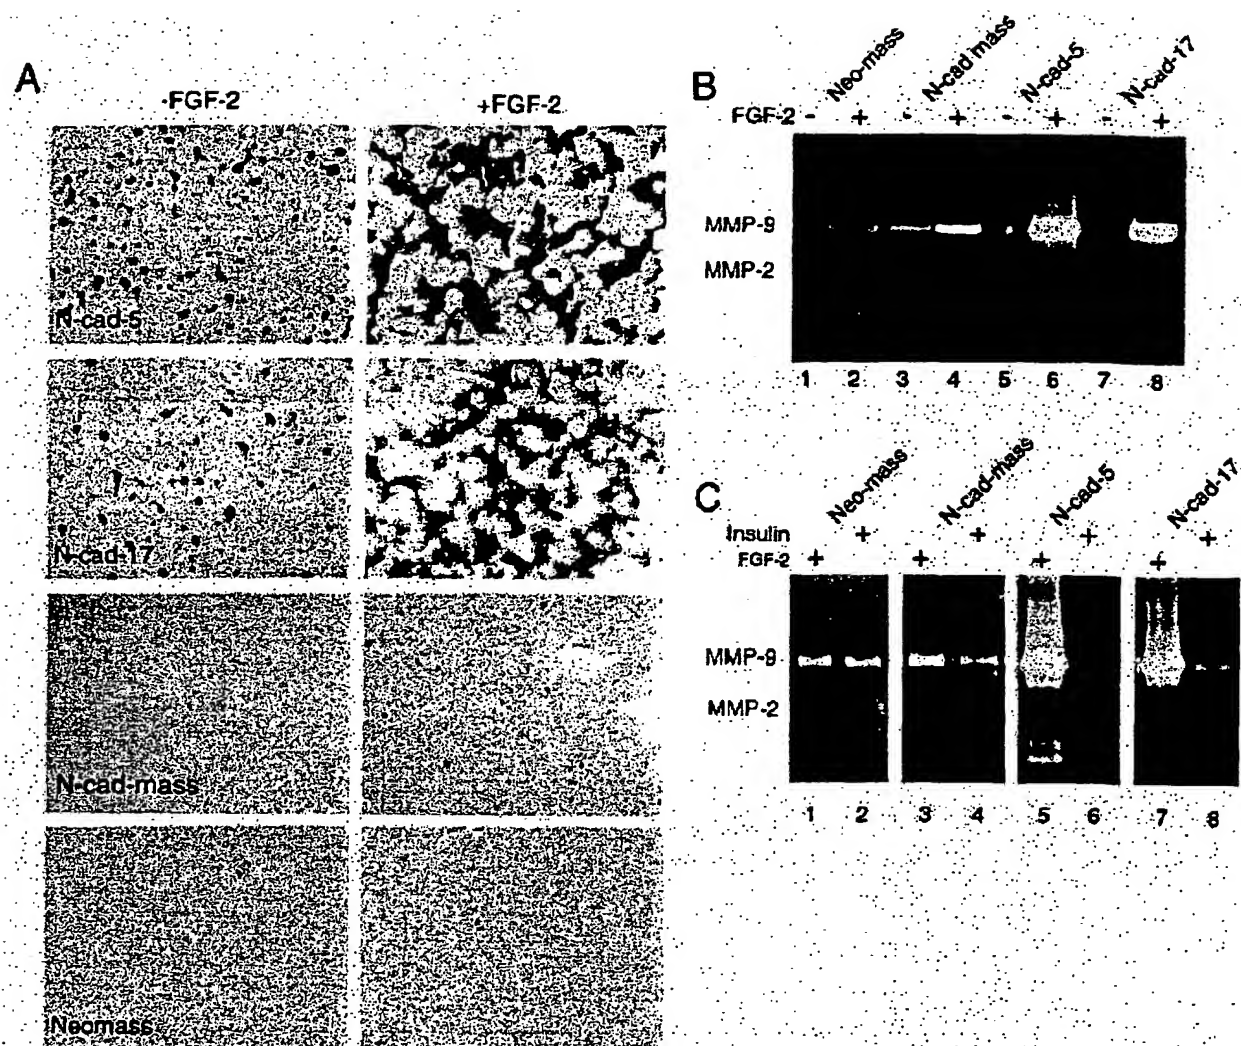 A
-FGF-2 +FGF-2
N-cad-5
N-cad-17
N-cad-mass
Neomass
B
Neo-mass N-cad mass N-cad-5 N-cad-17
FGF-2 - + - + - + - +
MMP-9
MMP-2
1 2 3 4 5 6 7 8
C
Neo-mass N-cad-mass N-cad-5 N-cad-17
Insulin + + + +
FGF-2 + + + +
MMP-9
MMP-2
1 2 3 4 5 6 7 8